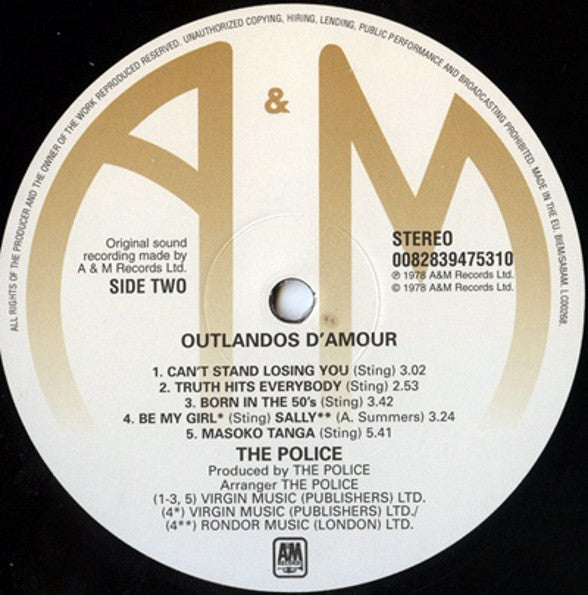 ALL RIGHTS OF THE PRODUCER AND THE OWNER OF THE WORK REPRODUCED RESERVED. UNAUTHORIZED COPYING, HIRING, LENDING, PUBLIC PERFORMANCE AND BROADCASTING PROHIBITED. MADE IN THE EU. BIEM/SABAM. LC00268.
A & M
Original sound
recording made by
A & M Records Ltd.
SIDE TWO
STEREO
0082839475310
℗ 1978 A&M Records Ltd.
© 1978 A&M Records Ltd.
OUTLANDOS D'AMOUR
1. CAN'T STAND LOSING YOU (Sting) 3.02
2. TRUTH HITS EVERYBODY (Sting) 2.53
3. BORN IN THE 50's (Sting) 3.42
4. BE MY GIRL* (Sting) SALLY** (A. Summers) 3.24
5. MASOKO TANGA (Sting) 5.41
THE POLICE
Produced by THE POLICE
Arranger THE POLICE
(1-3, 5) VIRGIN MUSIC (PUBLISHERS) LTD.
(4*) VIRGIN MUSIC (PUBLISHERS) LTD./
(4**) RONDOR MUSIC (LONDON) LTD.
A&M
RECORDS